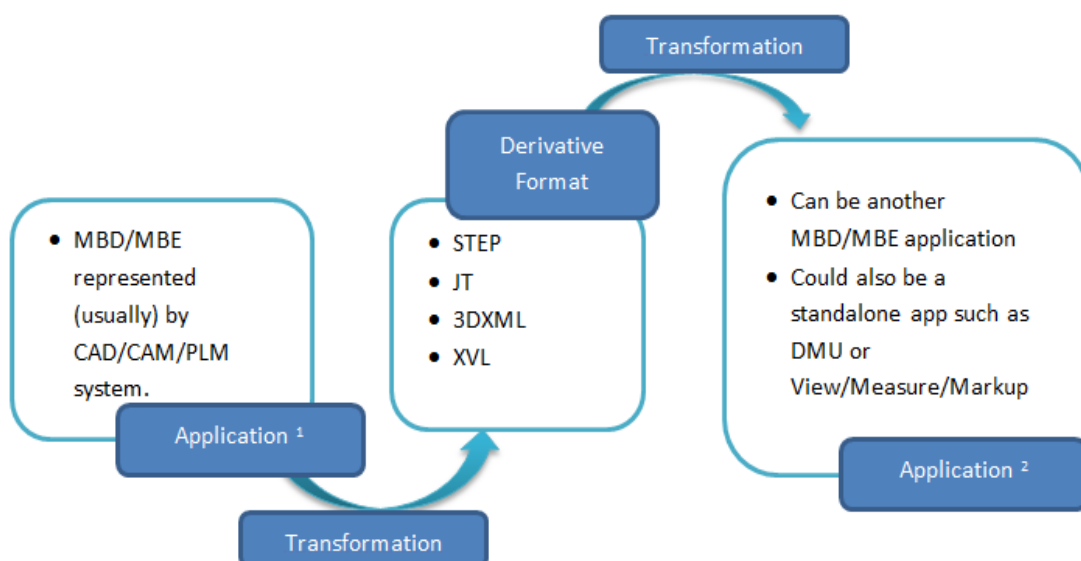 Transformation
Derivative
Format
• MBD/MBE
represented
(usually) by
CAD/CAM/PLM
system.
Application ¹
• STEP
• JT
• 3DXML
• XVL
• Can be another
MBD/MBE application
• Could also be a
standalone app such as
DMU or
View/Measure/Markup
Application ²
Transformation